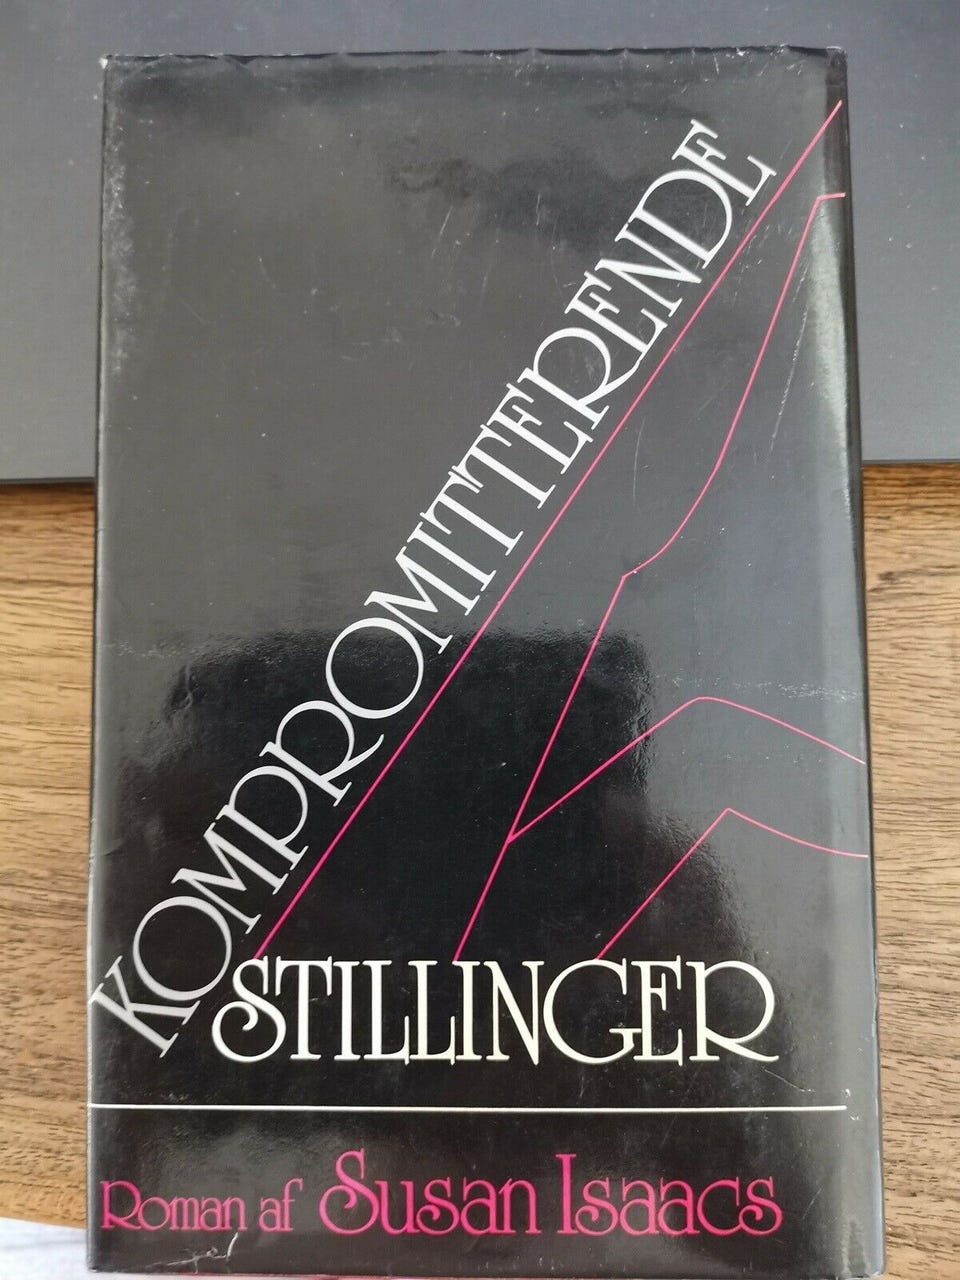 KOMPROMITTERENDE
STILLINGER
Roman af Susan Isaacs